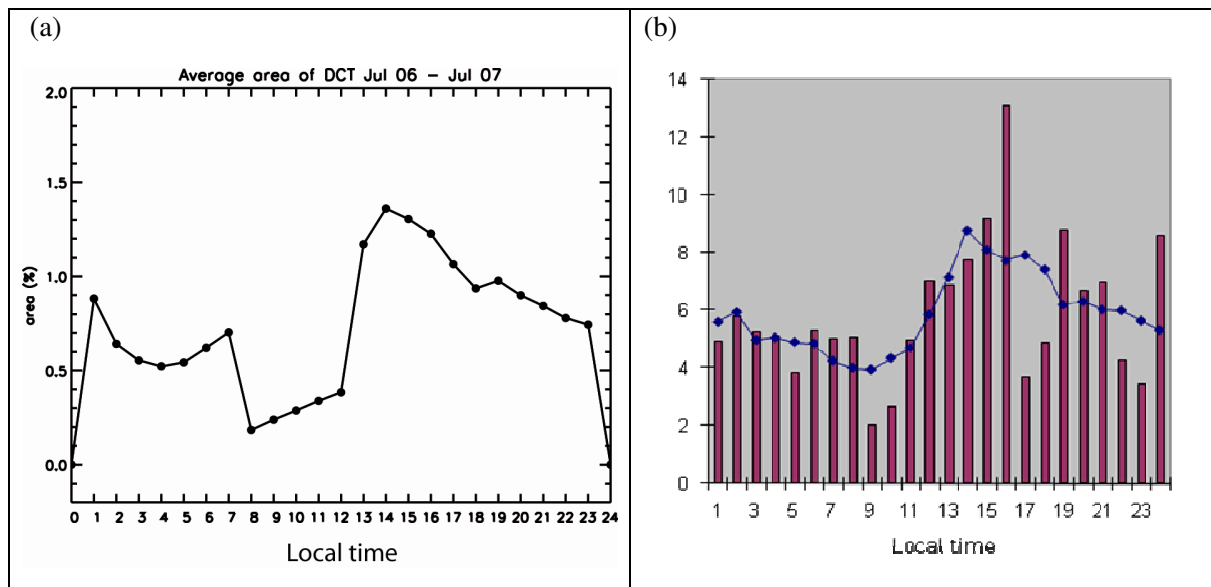 (a)
Average area of DCT Jul 06 – Jul 07
2.0
1.5
1.0
0.5
0.0
area (%)
0 1 2 3 4 5 6 7 8 9 10 11 12 13 14 15 16 17 18 19 20 21 22 23 24
Local time
(b)
14
12
10
8
6
4
2
0
1 3 5 7 9 11 13 15 17 19 21 23
Local time